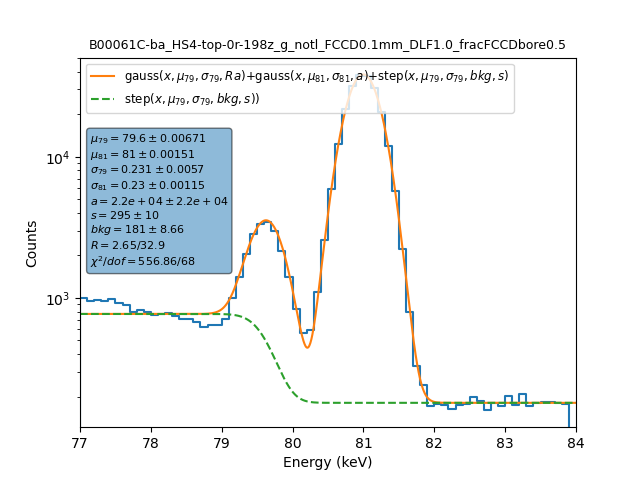 B00061C-ba_HS4-top-0r-198z_g_notl_FCCD0.1mm_DLF1.0_fracFCCDbore0.5
gauss(x, μ₇₉, σ₇₉, Ra)+gauss(x, μ₈₁, σ₈₁, a)+step(x, μ₇₉, σ₇₉, bkg, s)
step(x, μ₇₉, σ₇₉, bkg, s))
μ₇₉ = 79.6 ± 0.00671
μ₈₁ = 81 ± 0.00151
σ₇₉ = 0.231 ± 0.0057
σ₈₁ = 0.23 ± 0.00115
a = 2.2e + 04 ± 2.2e + 04
s = 295 ± 10
bkg = 181 ± 8.66
R = 2.65/32.9
χ²/dof = 556.86/68
10⁴
10³
Counts
77 78 79 80 81 82 83 84
Energy (keV)